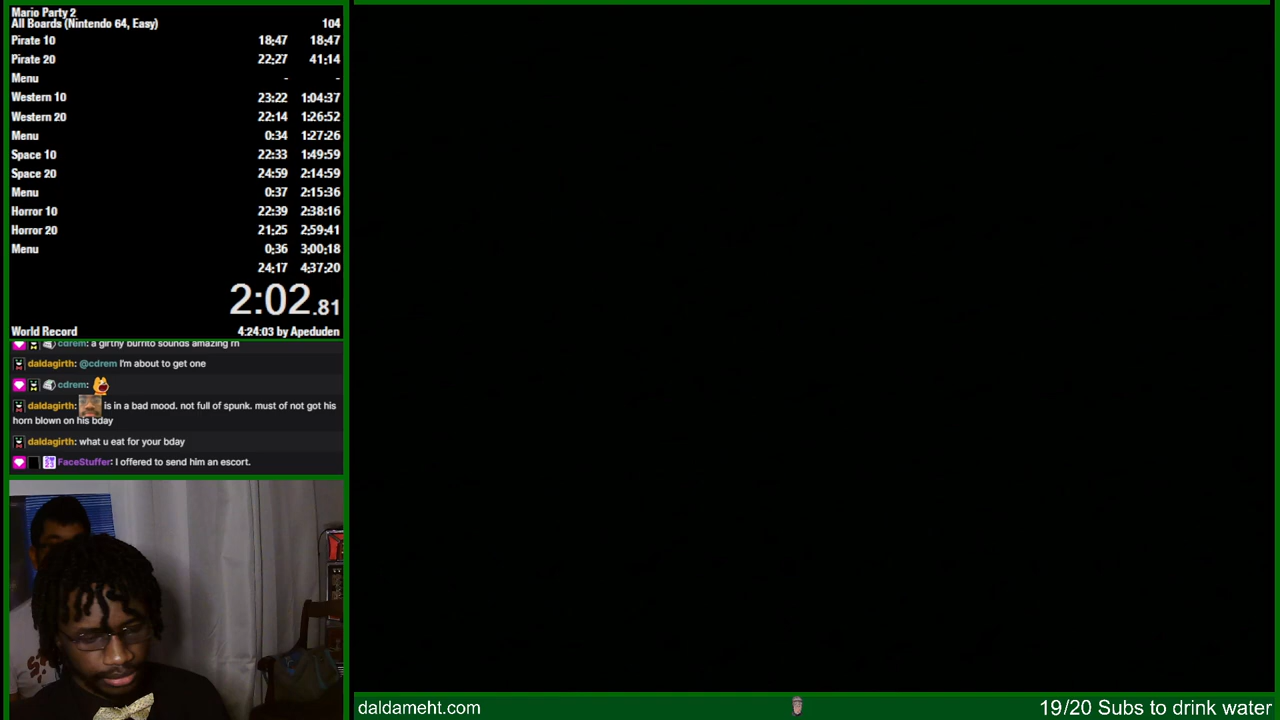 Mario Party 2
All Boards (Nintendo 64, Easy) 104
Pirate 10 18:47 18:47
Pirate 20 22:27 41:14
Menu - -
Western 10 23:22 1:04:37
Western 20 22:14 1:26:52
Menu 0:34 1:27:26
Space 10 22:33 1:49:59
Space 20 24:59 2:14:59
Menu 0:37 2:15:36
Horror 10 22:39 2:38:16
Horror 20 21:25 2:59:41
Menu 0:36 3:00:18
24:17 4:37:20
2:02.81
World Record 4:24:03 by Apeduden
cdrem: a girthy burrito sounds amazing rn
daldagirth: @cdrem I'm about to get one
cdrem:
daldagirth: is in a bad mood. not full of spunk. must of not got his
horn blown on his bday
daldagirth: what u eat for your bday
FaceStuffer: I offered to send him an escort.
daldameht.com 19/20 Subs to drink water